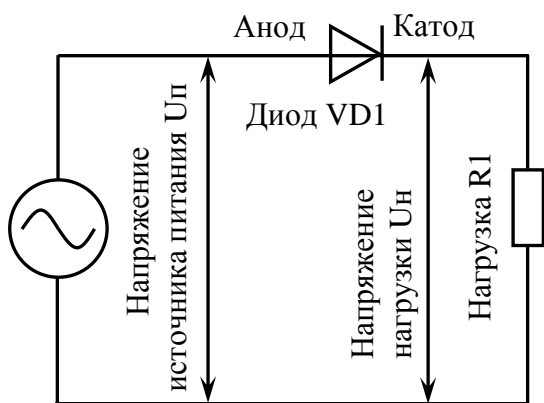 Анод
Катод
Диод VD1
Напряжение
источника питания Uп
Напряжение
нагрузки Uн
Нагрузка R1